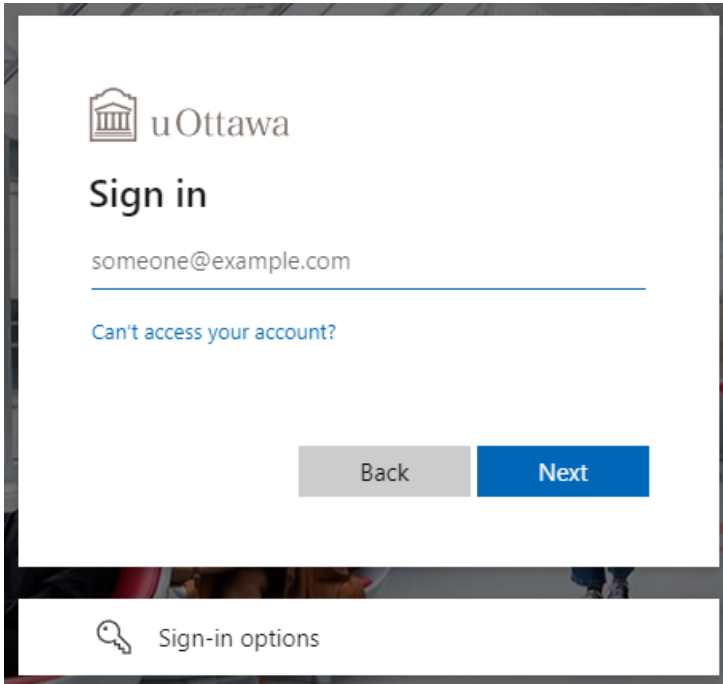 uOttawa
Sign in
someone@example.com
Can't access your account?
Back Next
Sign-in options